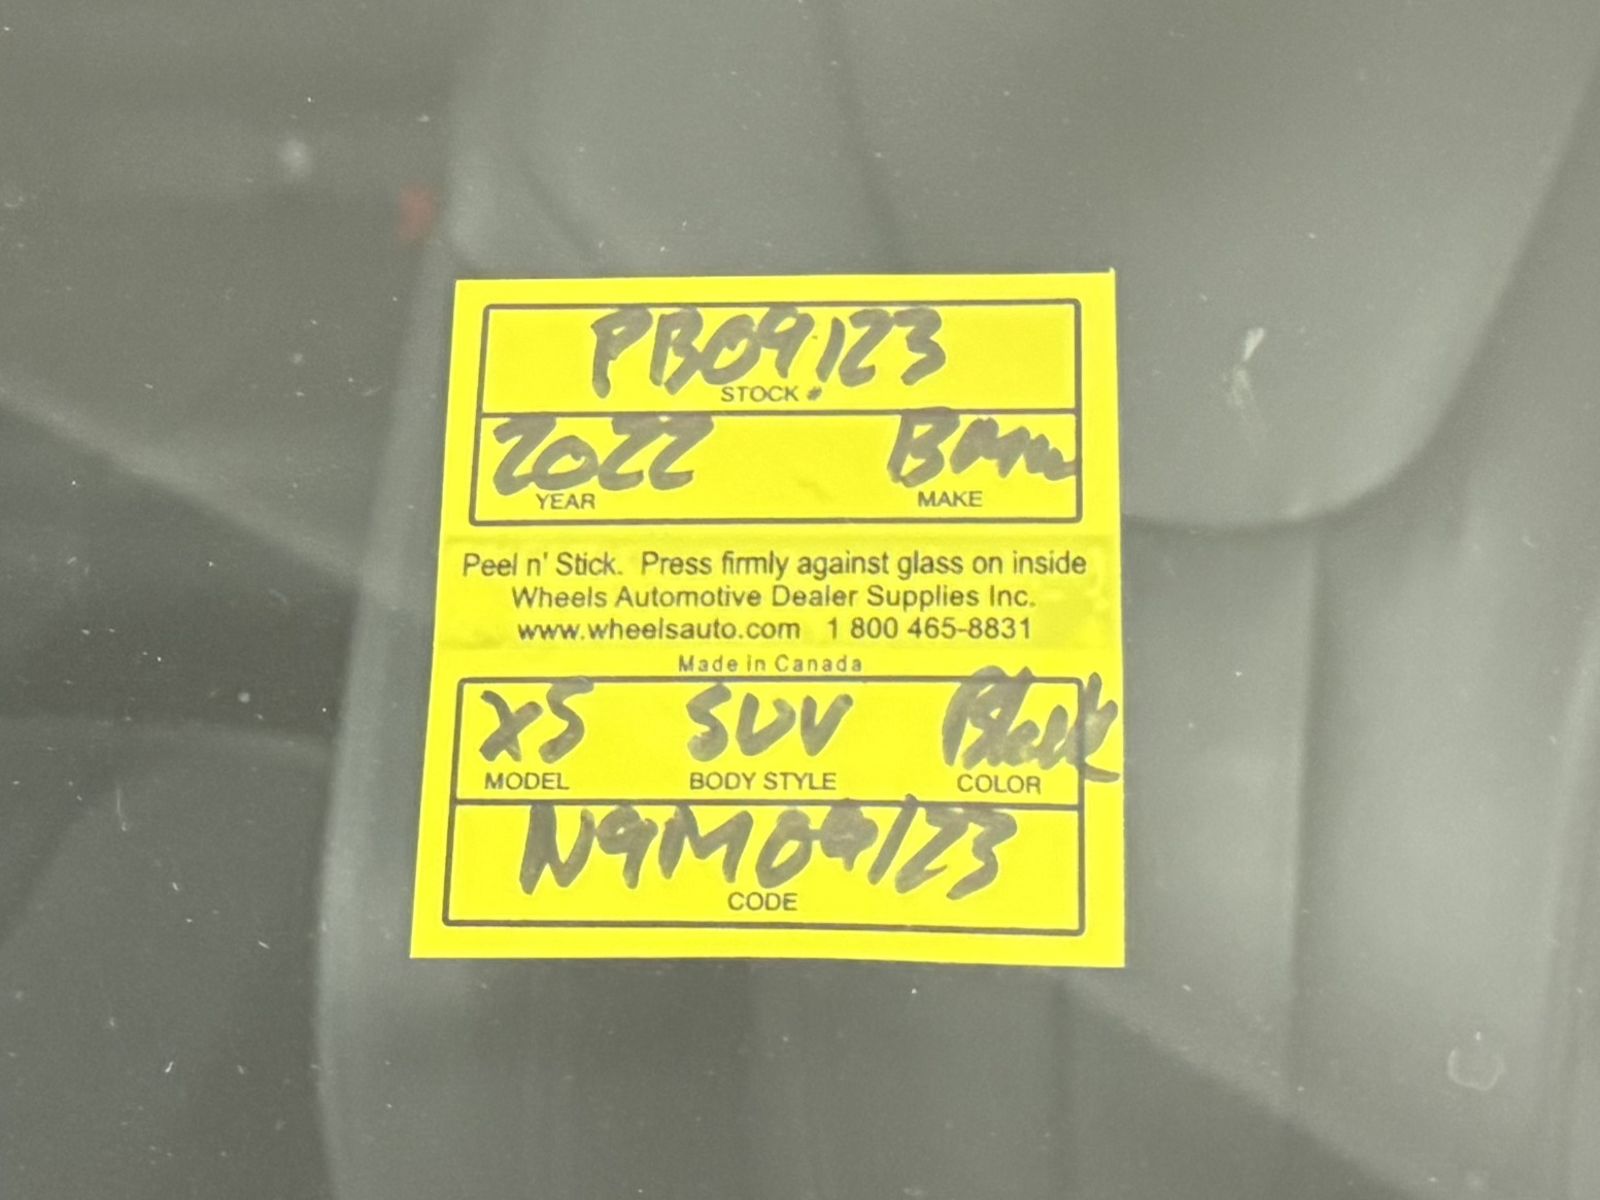 PB09123
STOCK #
2022 BMW
YEAR MAKE
Peel n' Stick. Press firmly against glass on inside
Wheels Automotive Dealer Supplies Inc.
www.wheelsauto.com 1 800 465-8831
Made in Canada
X5 SUV Black
MODEL BODY STYLE COLOR
N9M09123
CODE